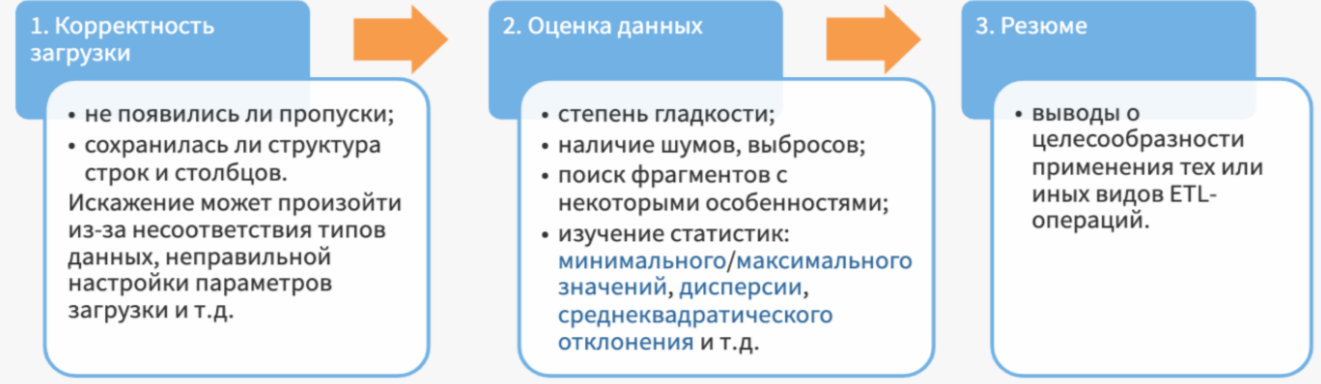 1. Корректность
загрузки
• не появились ли пропуски;
• сохранилась ли структура
строк и столбцов.
Искажение может произойти
из-за несоответствия типов
данных, неправильной
настройки параметров
загрузки и т.д.
2. Оценка данных
• степень гладкости;
• наличие шумов, выбросов;
• поиск фрагментов с
некоторыми особенностями;
• изучение статистик:
минимального/максимального
значений, дисперсии,
среднеквадратического
отклонения и т.д.
3. Резюме
• выводы о
целесообразности
применения тех или
иных видов ETL-
операций.